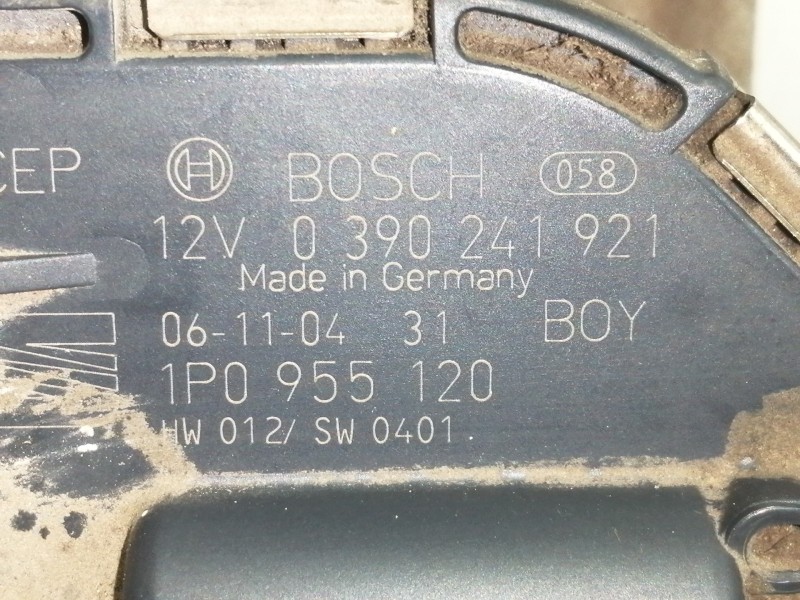 CEP BOSCH 058
12V 0 390 241 921
Made in Germany
06-11-04 31 BOY
1P0 955 120
HW 012/ SW 0401